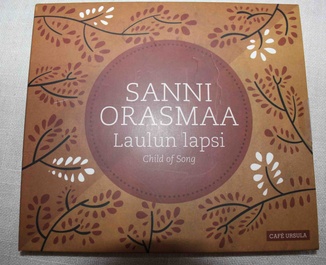 SANNI
ORASMAA
Laulun lapsi
Child of Song
CAFÉ URSULA